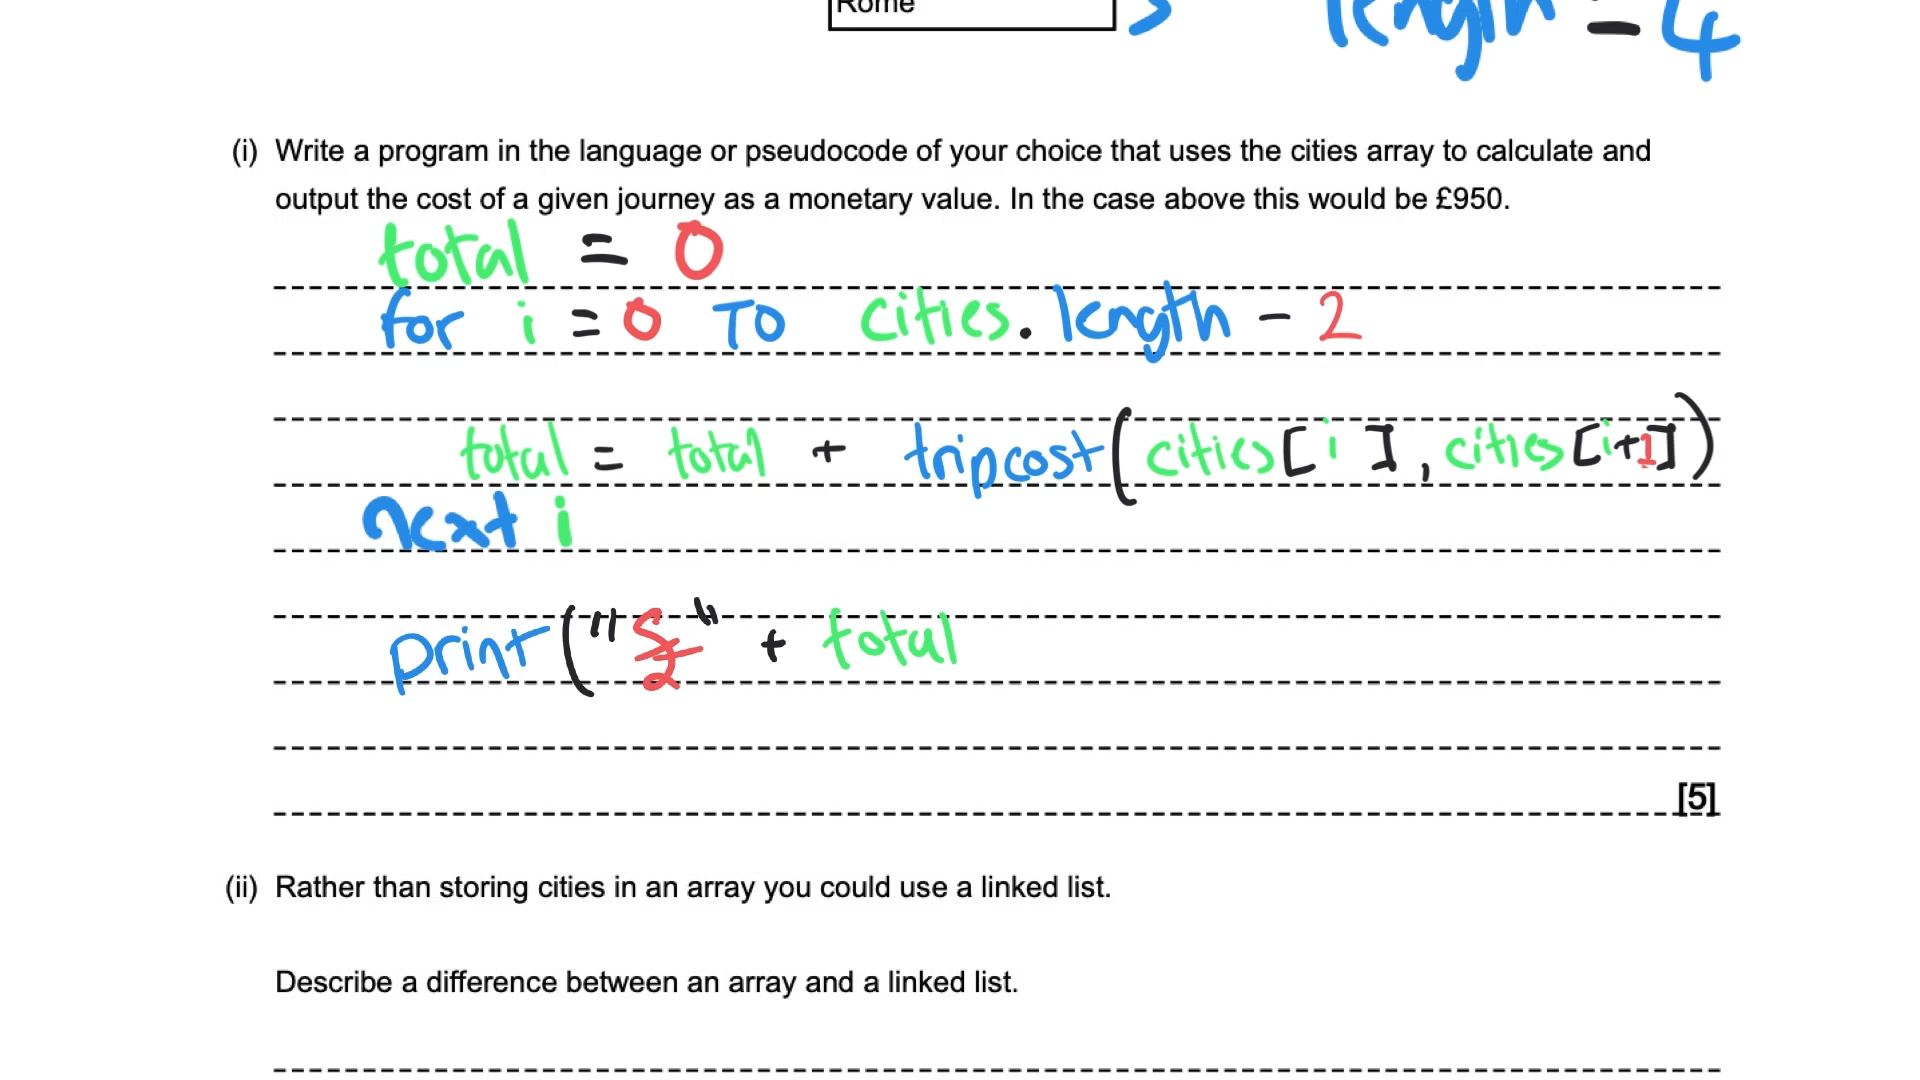 Rome
3 length = 4
(i) Write a program in the language or pseudocode of your choice that uses the cities array to calculate and
output the cost of a given journey as a monetary value. In the case above this would be £950.
total = 0
for i = 0 TO cities.length - 2
total = total + tripcost(cities[i], cities[i+1])
next i
print("£" + total
[5]
(ii) Rather than storing cities in an array you could use a linked list.
Describe a difference between an array and a linked list.